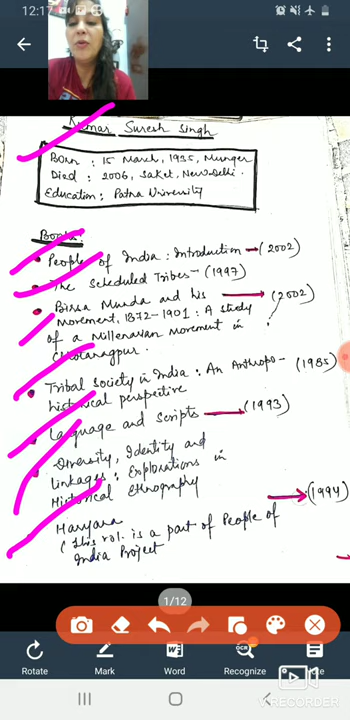 12:17
Kumar Suresh Singh
Born : 15 March, 1935, Munger
Died : 2006, Saket, New Delhi.
Education : Patna University
Books:
People of India : Introduction → (2002)
The Scheduled Tribes - (1997)
Birsa Munda and his → (2002)
Movement, 1872-1901 : A study
of a Millenarian Movement in
Chotanagpur.
Tribal Society in India : An Anthropo- (1985)
historical perspective
Language and Scripts → (1993)
Diversity, Identity and
Linkages : Explorations in
Historical Ethnography
Haryana → (1994)
(This vol. is a part of People of
India Project
1/12
Rotate
Mark
Word
Recognize
OCR
VRECORDER